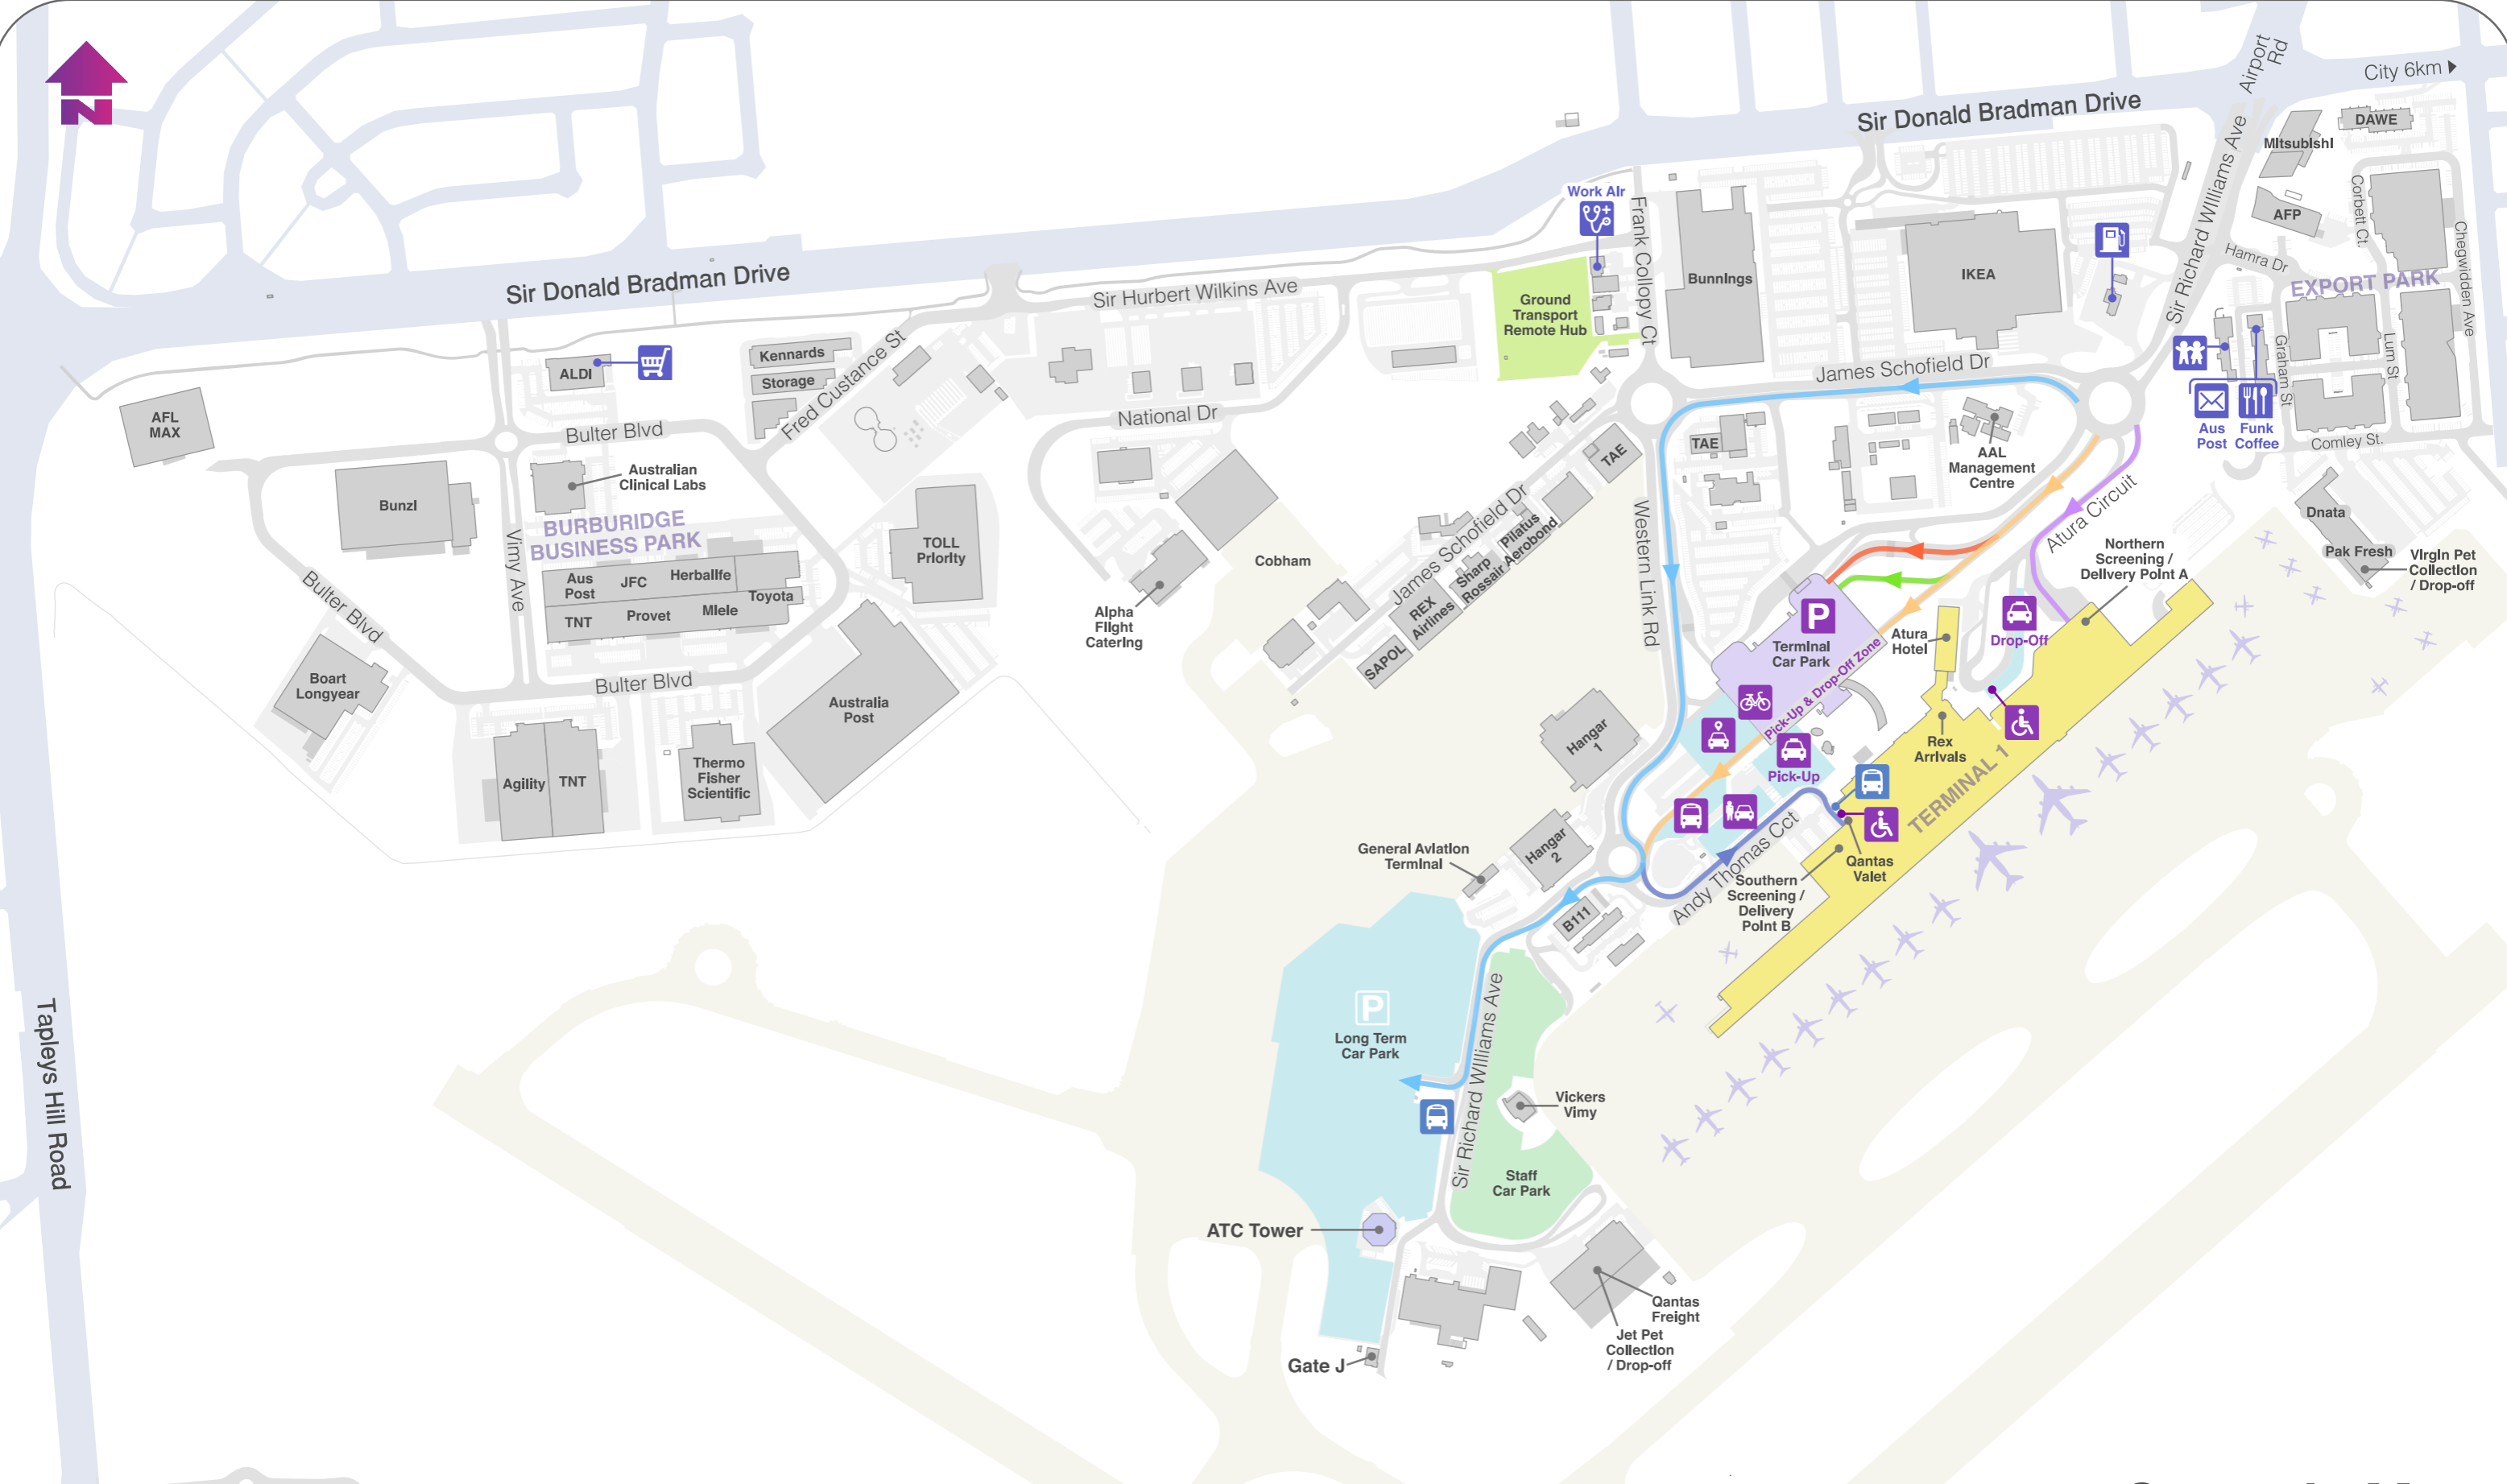 N
City 6km
Airport
Rd
Sir Donald Bradman Drive
Sir Donald Bradman Drive
DAWE
MItsubIshI
AFP
Corbett Ct.
Chegwidden Ave
Sir Richard WIlliams Ave
Hamra Dr
EXPORT PARK
Graham St
Lum St
Comley St.
Work AIr
Frank Collopy Ct
BunnIngs
IKEA
Ground
Transport
Remote Hub
Sir Hurbert Wilkins Ave
James Schofield Dr
Aus
Post
Funk
Coffee
Kennards
Storage
Fred Custance St
ALDI
AFL
MAX
Bulter Blvd
National Dr
TAE
TAE
AAL
Management
Centre
Australian
Clinical Labs
BunzI
BURBURIDGE
BUSINESS PARK
Vimy Ave
TOLL
PrIorIty
Cobham
James Schofield Dr
Pilatus
Aerobond
Sharp
Rossair
REX
Airlines
SAPOL
Western Link Rd
Atura Circuit
Northern
Screening /
Delivery PoInt A
Dnata
Pak Fresh
VIrgIn Pet
CollectIon
/ Drop-off
Aus
Post
JFC
HerbalIfe
Toyota
TNT
Provet
MIele
Alpha
FlIght
CaterIng
Bulter Blvd
Boart
Longyear
Bulter Blvd
Australia
Post
Agility
TNT
Thermo
Fisher
Scientific
P
TermInal
Car Park
Pick-Up & Drop-Off Zone
Atura
Hotel
Drop-Off
Rex
ArrIvals
TERMINAL 1
Pick-Up
Hangar
1
Hangar
2
General AvIatIon
TermInal
Andy Thomas Cct
Qantas
Valet
Southern
ScreenIng /
Delivery
PoInt B
B111
P
Long Term
Car Park
Sir Richard WIlliams Ave
Vickers
Vimy
Staff
Car Park
Tapleys Hill Road
ATC Tower
Qantas
Freight
Jet Pet
CollectIon
/ Drop-off
Gate J